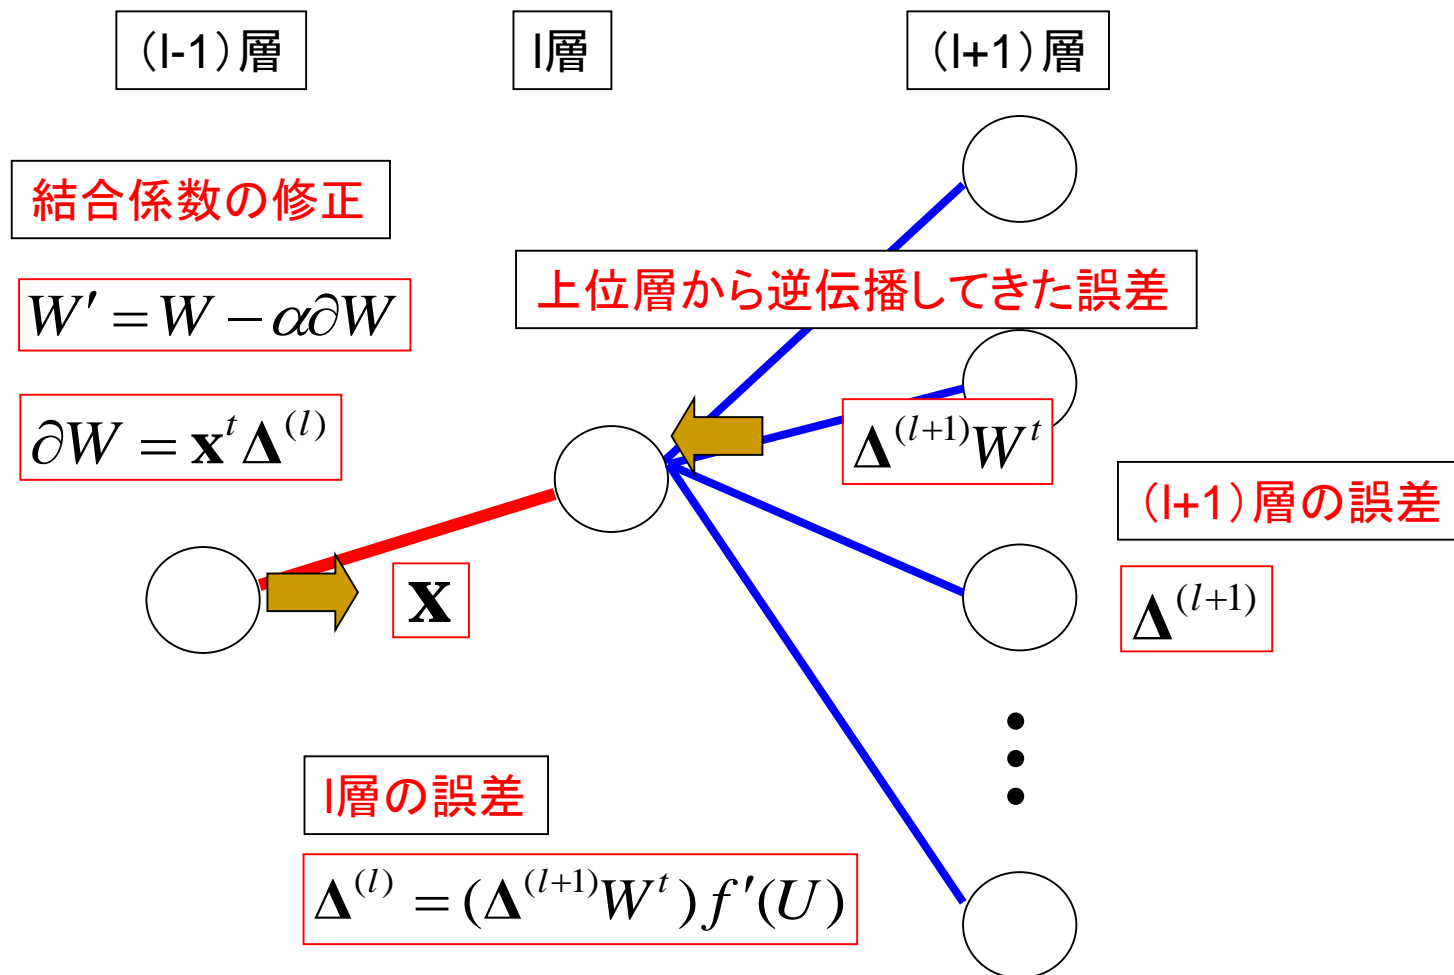 （l-1）層
l層
（l+1）層
結合係数の修正
W′ = W − α∂W
∂W = x^t Δ^(l)
上位層から逆伝播してきた誤差
Δ^(l+1) W^t
（l+1）層の誤差
Δ^(l+1)
x
l層の誤差
Δ^(l) = (Δ^(l+1) W^t) f′(U)